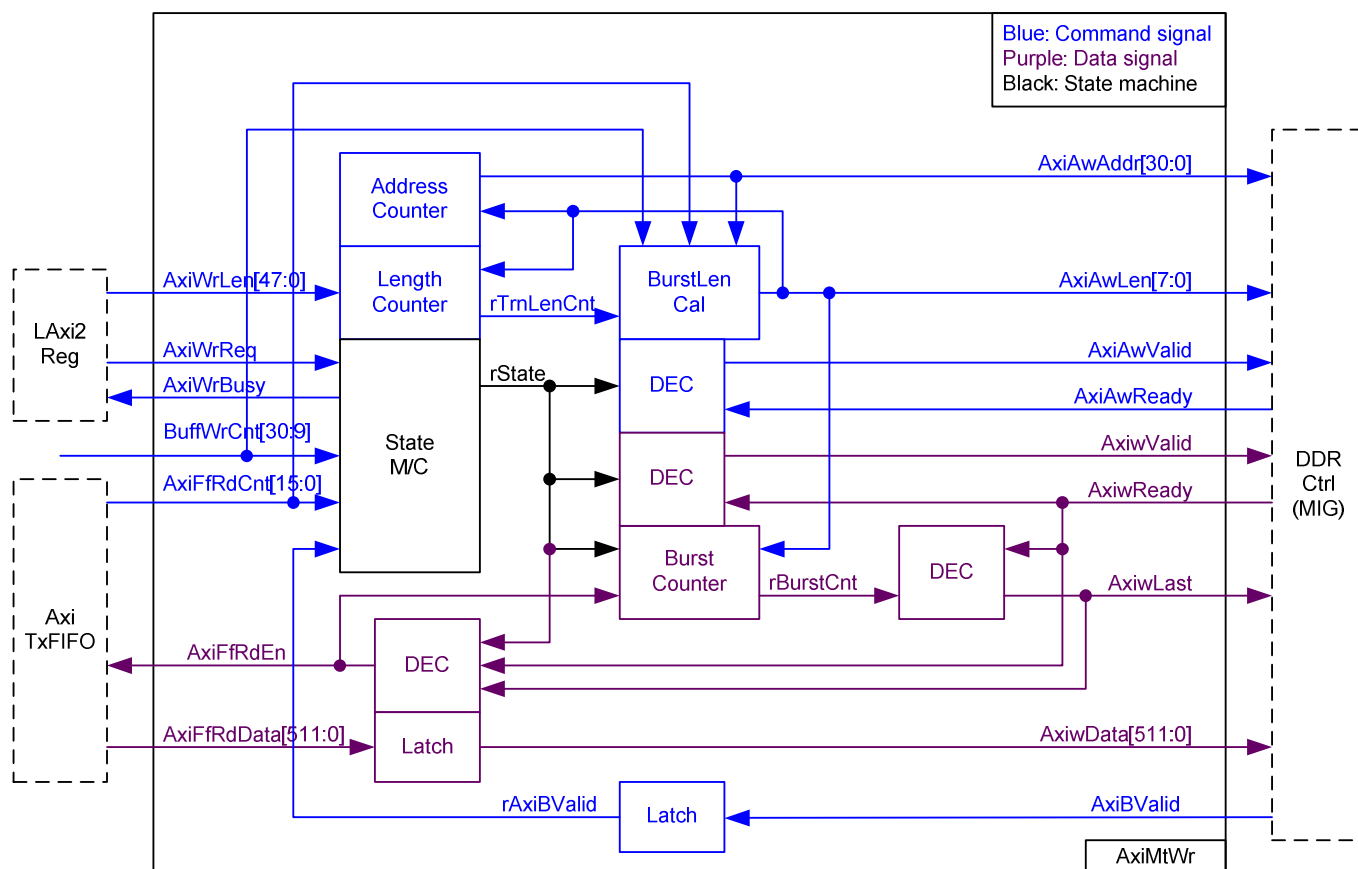 Blue: Command signal
Purple: Data signal
Black: State machine
AxiAwAddr[30:0]
Address
Counter
AxiWrLen[47:0]
Length
Counter
rTrnLenCnt
BurstLen
Cal
AxiAwLen[7:0]
LAxi2
Reg
AxiWrReq
AxiWrBusy
rState
DEC
AxiAwValid
AxiAwReady
BuffWrCnt[30:9]
State
M/C
AxiFfRdCnt[15:0]
DEC
AxiwValid
AxiwReady
DDR
Ctrl
(MIG)
Burst
Counter
rBurstCnt
DEC
AxiwLast
Axi
TxFIFO
AxiFfRdEn
DEC
AxiFfRdData[511:0]
Latch
AxiwData[511:0]
rAxiBValid
Latch
AxiBValid
AxiMtWr